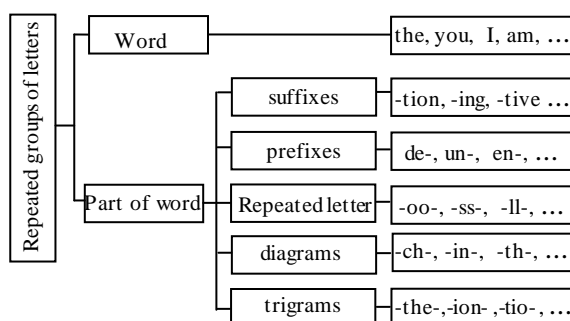 Repeated groups of letters
Word
the, you, I, am, ...
Part of word
suffixes
-tion, -ing, -tive ...
prefixes
de-, un-, en-, ...
Repeated letter
-oo-, -ss-, -ll-, ...
diagrams
-ch-, -in-, -th-, ...
trigrams
-the-, -ion- ,-tio-, ...